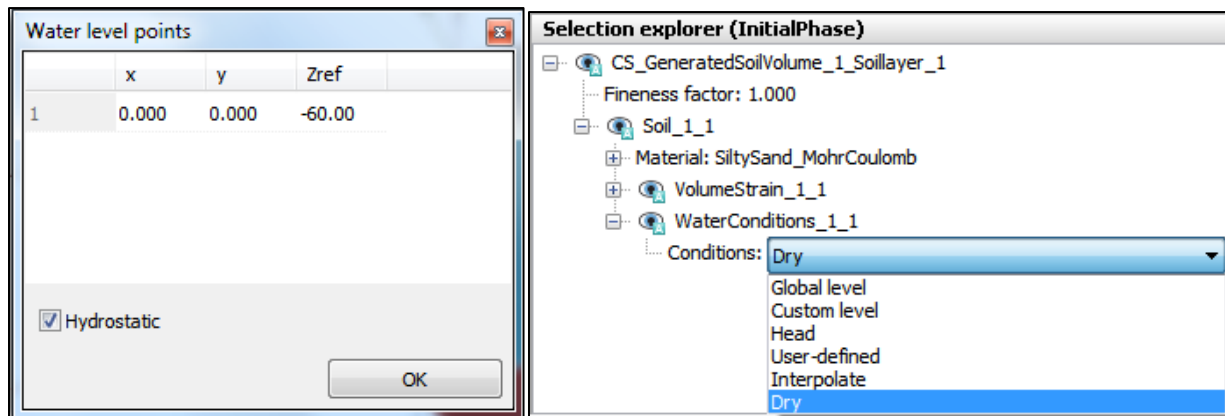 Water level points
x y Zref
1 0.000 0.000 -60.00
Hydrostatic
OK
Selection explorer (InitialPhase)
CS_GeneratedSoilVolume_1_Soillayer_1
Fineness factor: 1.000
Soil_1_1
Material: SiltySand_MohrCoulomb
VolumeStrain_1_1
WaterConditions_1_1
Conditions: Dry
Global level
Custom level
Head
User-defined
Interpolate
Dry